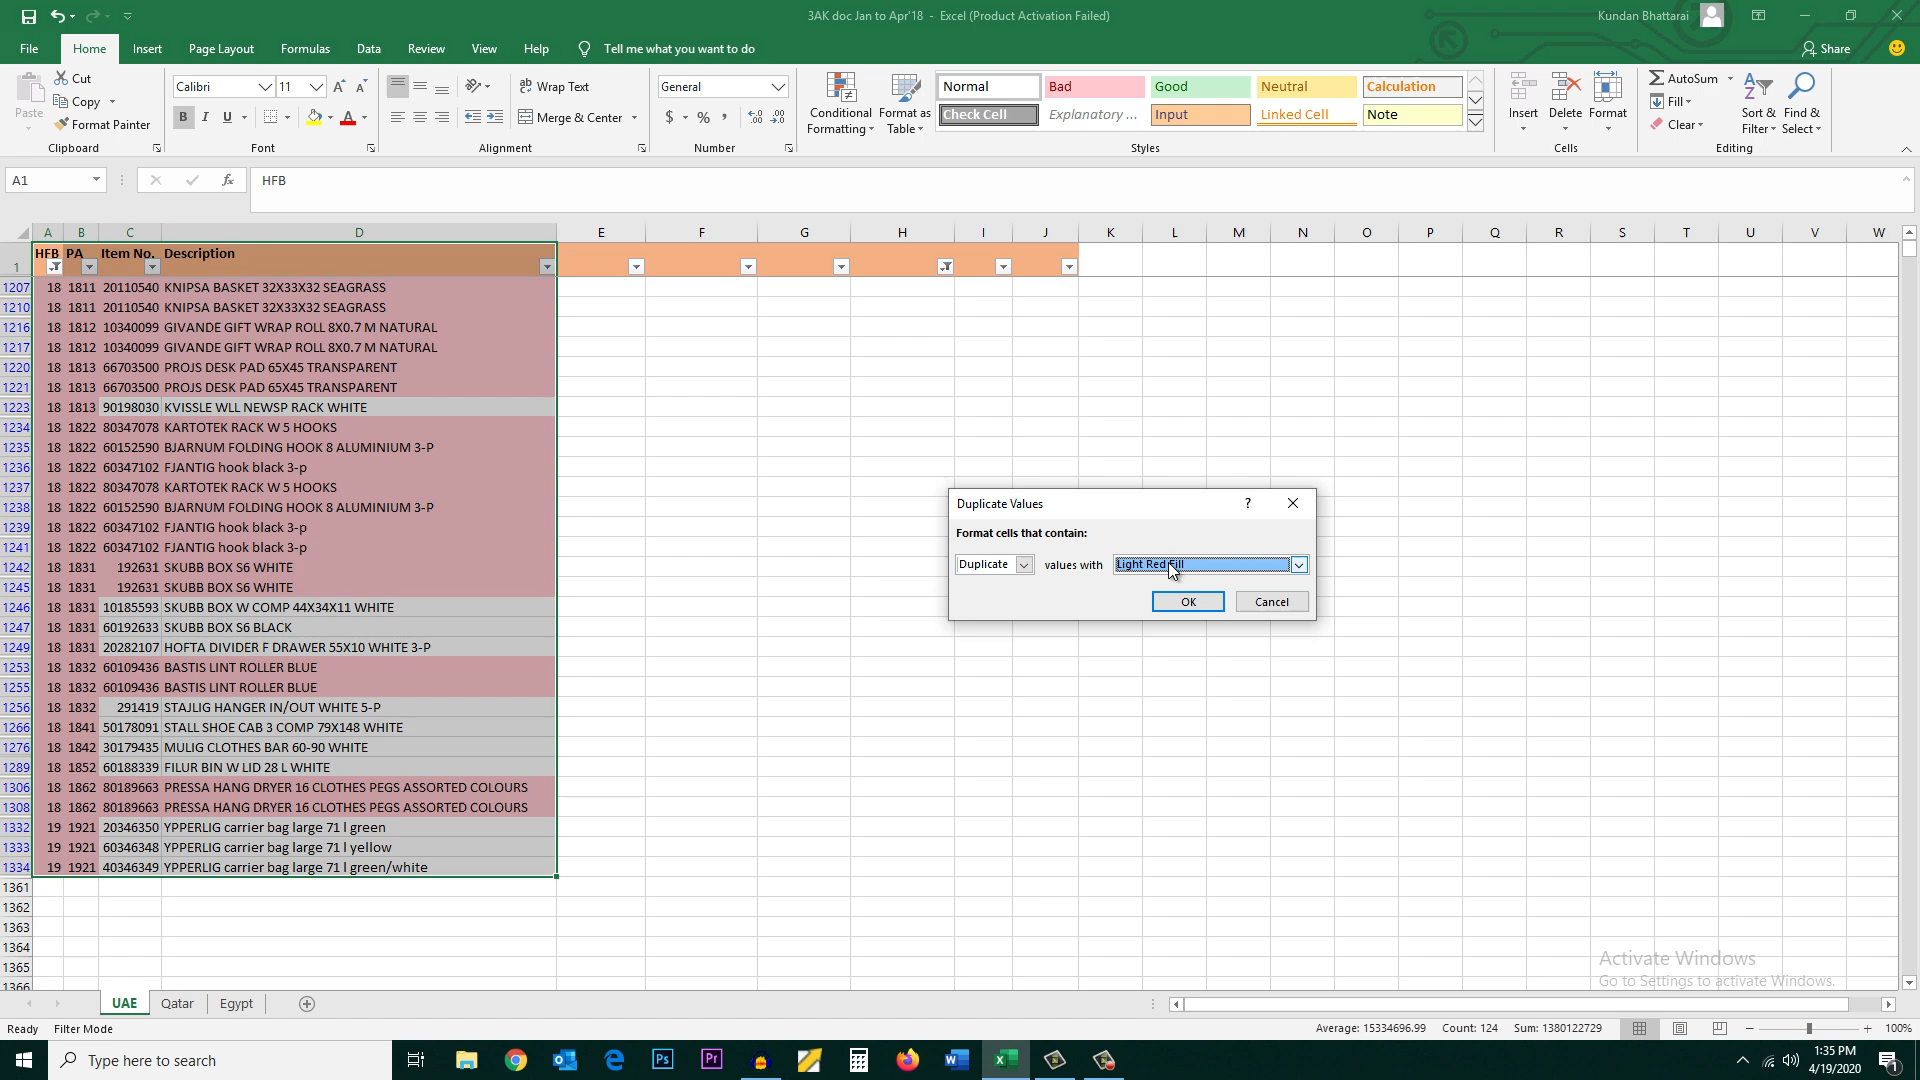 3AK doc Jan to Apr'18 - Excel (Product Activation Failed)
Kundan Bhattarai
File Home Insert Page Layout Formulas Data Review View Help Tell me what you want to do
Share
Paste
Cut
Copy
Format Painter
Clipboard
Calibri 11
B I U
Font
Wrap Text
Merge & Center
Alignment
General
$ % ,
Number
Conditional Formatting
Format as Table
Normal Bad Good Neutral Calculation
Check Cell Explanatory ... Input Linked Cell Note
Styles
Insert Delete Format
Cells
AutoSum
Fill
Clear
Sort & Filter
Find & Select
Editing
A1 fx HFB
A B C D E F G H I J K L M N O P Q R S T U V W
1 HFB PA Item No. Description
1207 18 1811 20110540 KNIPSA BASKET 32X33X32 SEAGRASS
1210 18 1811 20110540 KNIPSA BASKET 32X33X32 SEAGRASS
1216 18 1812 10340099 GIVANDE GIFT WRAP ROLL 8X0.7 M NATURAL
1217 18 1812 10340099 GIVANDE GIFT WRAP ROLL 8X0.7 M NATURAL
1220 18 1813 66703500 PROJS DESK PAD 65X45 TRANSPARENT
1221 18 1813 66703500 PROJS DESK PAD 65X45 TRANSPARENT
1223 18 1813 90198030 KVISSLE WLL NEWSP RACK WHITE
1234 18 1822 80347078 KARTOTEK RACK W 5 HOOKS
1235 18 1822 60152590 BJARNUM FOLDING HOOK 8 ALUMINIUM 3-P
1236 18 1822 60347102 FJANTIG hook black 3-p
1237 18 1822 80347078 KARTOTEK RACK W 5 HOOKS
1238 18 1822 60152590 BJARNUM FOLDING HOOK 8 ALUMINIUM 3-P
1239 18 1822 60347102 FJANTIG hook black 3-p
1241 18 1822 60347102 FJANTIG hook black 3-p
1242 18 1831 192631 SKUBB BOX S6 WHITE
1245 18 1831 192631 SKUBB BOX S6 WHITE
1246 18 1831 10185593 SKUBB BOX W COMP 44X34X11 WHITE
1247 18 1831 60192633 SKUBB BOX S6 BLACK
1249 18 1831 20282107 HOFTA DIVIDER F DRAWER 55X10 WHITE 3-P
1253 18 1832 60109436 BASTIS LINT ROLLER BLUE
1255 18 1832 60109436 BASTIS LINT ROLLER BLUE
1256 18 1832 291419 STAJLIG HANGER IN/OUT WHITE 5-P
1266 18 1841 50178091 STALL SHOE CAB 3 COMP 79X148 WHITE
1276 18 1842 30179435 MULIG CLOTHES BAR 60-90 WHITE
1289 18 1852 60188339 FILUR BIN W LID 28 L WHITE
1306 18 1862 80189663 PRESSA HANG DRYER 16 CLOTHES PEGS ASSORTED COLOURS
1308 18 1862 80189663 PRESSA HANG DRYER 16 CLOTHES PEGS ASSORTED COLOURS
1332 19 1921 20346350 YPPERLIG carrier bag large 71 l green
1333 19 1921 60346348 YPPERLIG carrier bag large 71 l yellow
1334 19 1921 40346349 YPPERLIG carrier bag large 71 l green/white
1361
1362
1363
1364
1365
1366
Duplicate Values ?
Format cells that contain:
Duplicate values with Light Red Fill
OK Cancel
Activate Windows
Go to Settings to activate Windows.
UAE Qatar Egypt
Ready Filter Mode Average: 15334696.99 Count: 124 Sum: 1380122729 100%
Type here to search
1:35 PM
4/19/2020
1